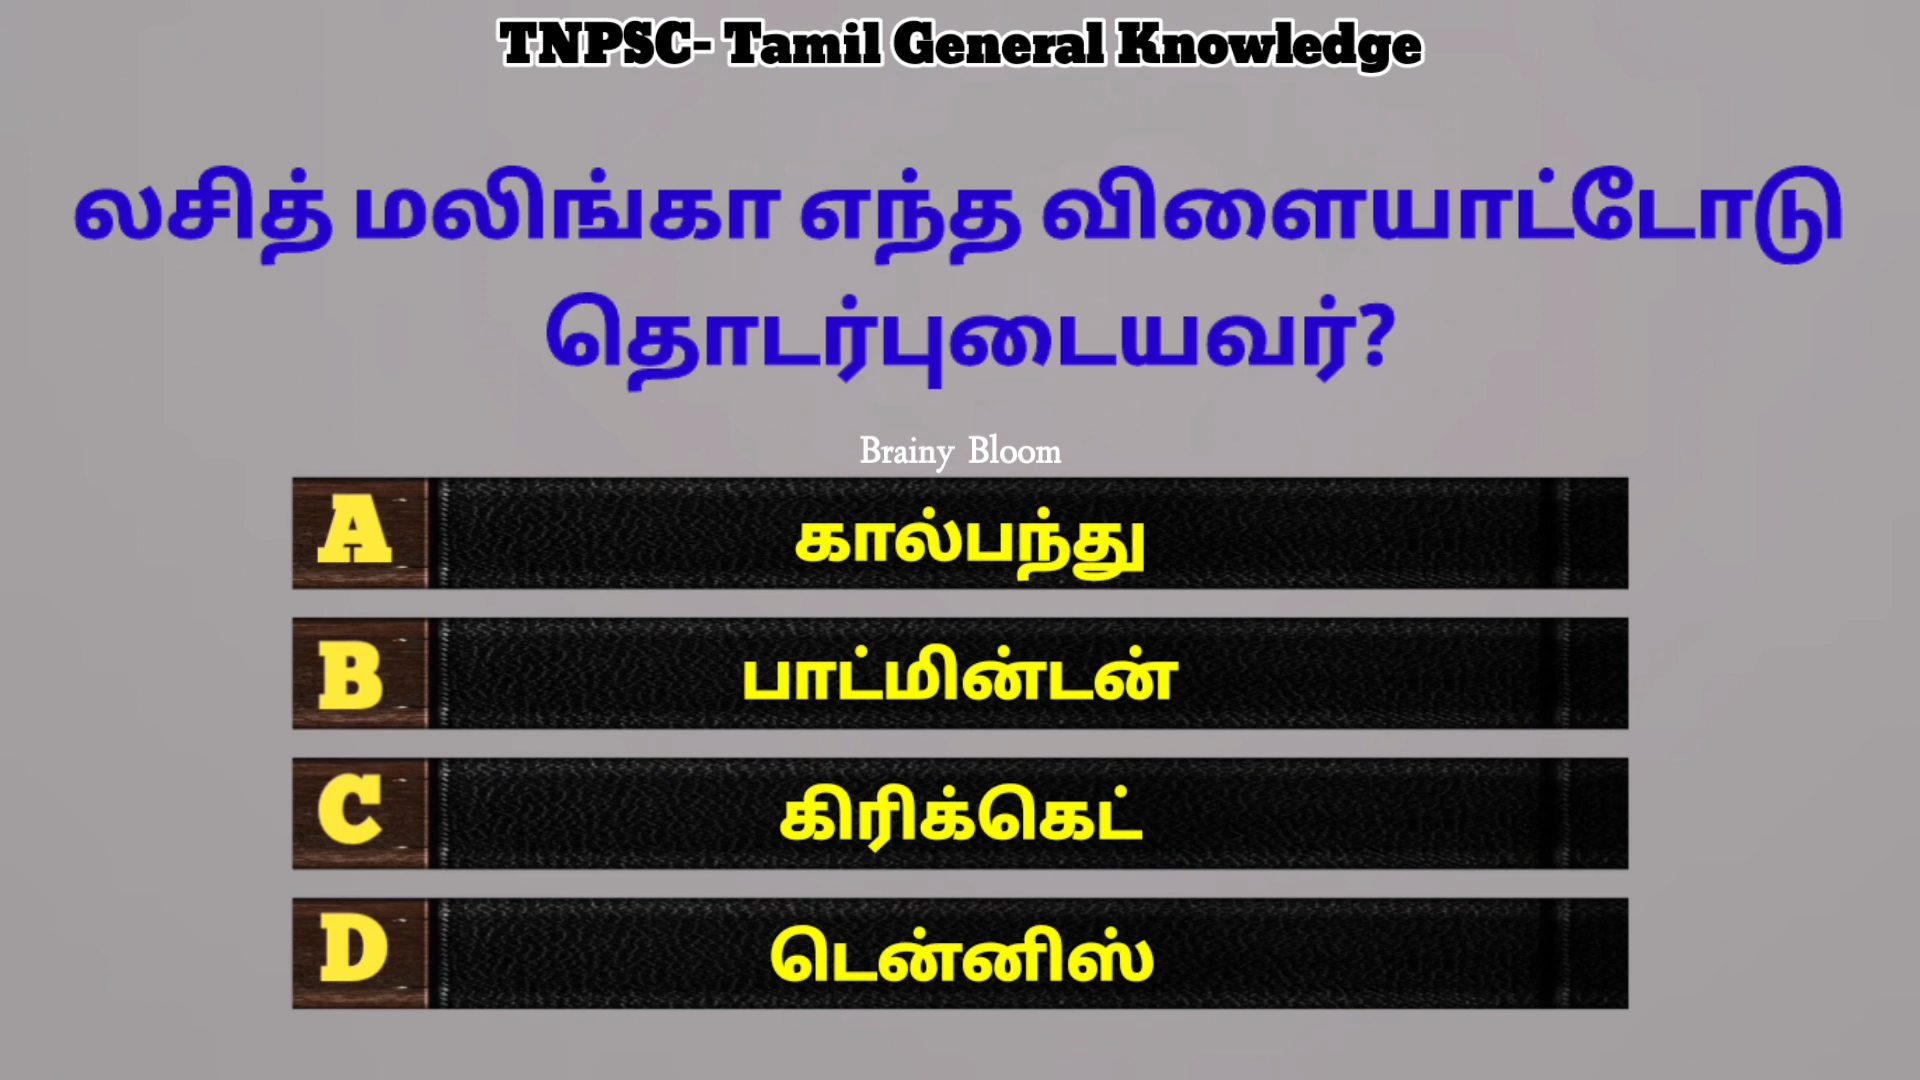 TNPSC- Tamil General Knowledge
லசித் மலிங்கா எந்த விளையாட்டோடு
தொடர்புடையவர்?
Brainy Bloom
A கால்பந்து
B பாட்மின்டன்
C கிரிக்கெட்
D டென்னிஸ்